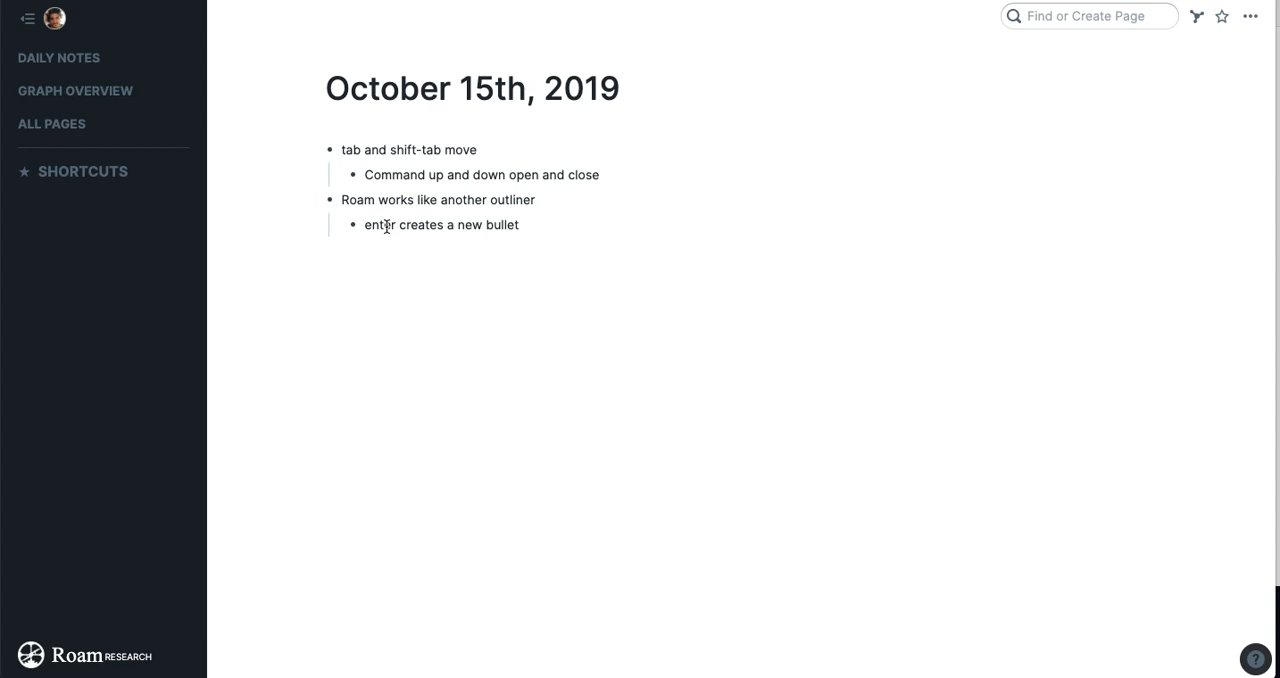 Find or Create Page
DAILY NOTES
GRAPH OVERVIEW
ALL PAGES
★ SHORTCUTS
October 15th, 2019
• tab and shift-tab move
• Command up and down open and close
• Roam works like another outliner
• enter creates a new bullet
Roam RESEARCH
?